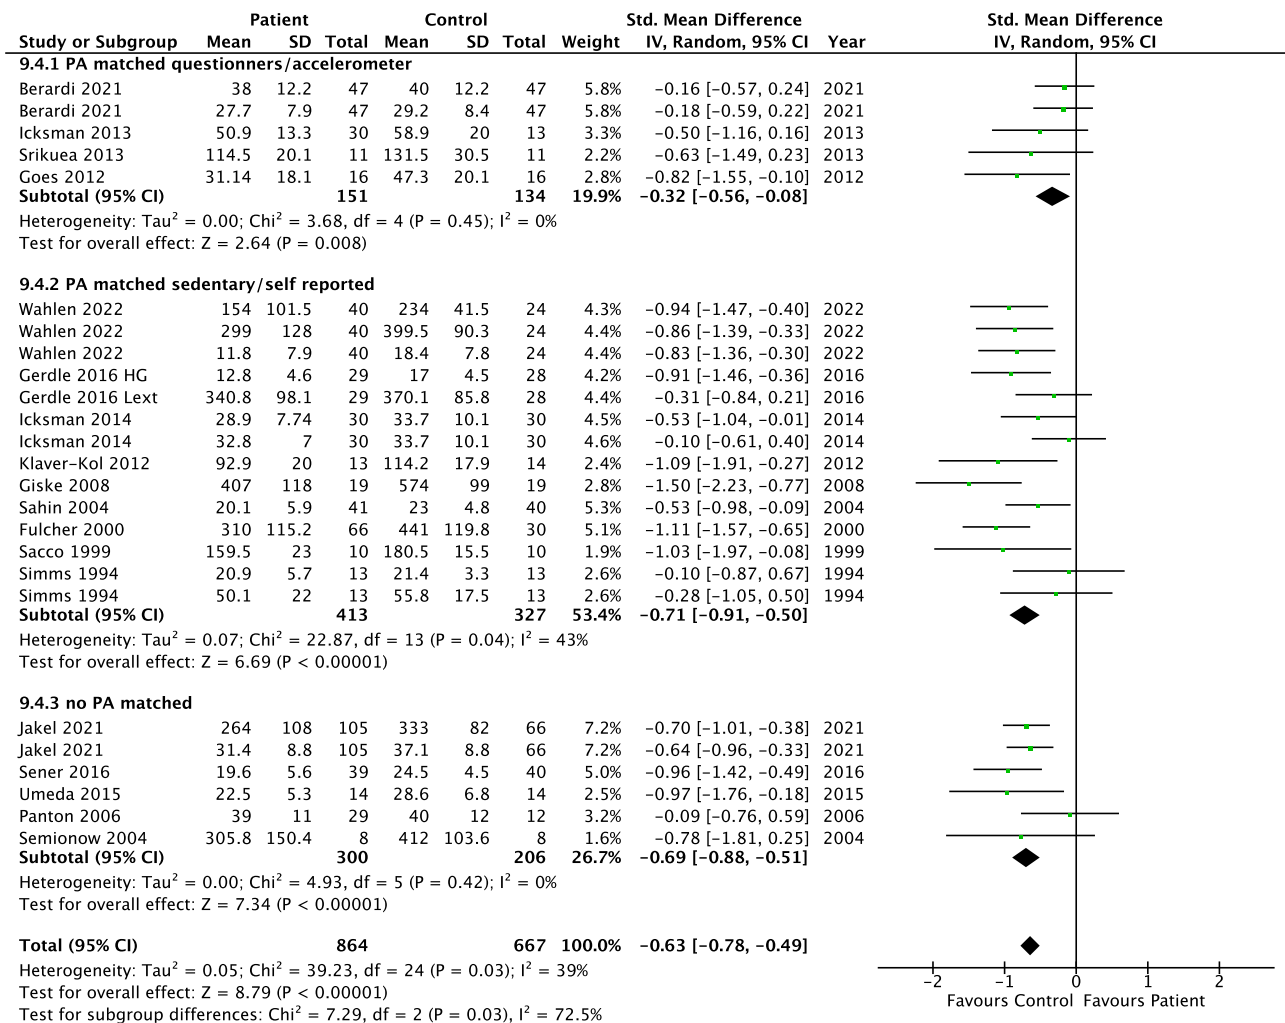 Patient Control Std. Mean Difference Std. Mean Difference
Study or Subgroup Mean SD Total Mean SD Total Weight IV, Random, 95% CI Year IV, Random, 95% CI
9.4.1 PA matched questionners/accelerometer
Berardi 2021 38 12.2 47 40 12.2 47 5.8% −0.16 [−0.57, 0.24] 2021
Berardi 2021 27.7 7.9 47 29.2 8.4 47 5.8% −0.18 [−0.59, 0.22] 2021
Icksman 2013 50.9 13.3 30 58.9 20 13 3.3% −0.50 [−1.16, 0.16] 2013
Srikuea 2013 114.5 20.1 11 131.5 30.5 11 2.2% −0.63 [−1.49, 0.23] 2013
Goes 2012 31.14 18.1 16 47.3 20.1 16 2.8% −0.82 [−1.55, −0.10] 2012
Subtotal (95% CI) 151 134 19.9% −0.32 [−0.56, −0.08]
Heterogeneity: Tau² = 0.00; Chi² = 3.68, df = 4 (P = 0.45); I² = 0%
Test for overall effect: Z = 2.64 (P = 0.008)
9.4.2 PA matched sedentary/self reported
Wahlen 2022 154 101.5 40 234 41.5 24 4.3% −0.94 [−1.47, −0.40] 2022
Wahlen 2022 299 128 40 399.5 90.3 24 4.4% −0.86 [−1.39, −0.33] 2022
Wahlen 2022 11.8 7.9 40 18.4 7.8 24 4.4% −0.83 [−1.36, −0.30] 2022
Gerdle 2016 HG 12.8 4.6 29 17 4.5 28 4.2% −0.91 [−1.46, −0.36] 2016
Gerdle 2016 Lext 340.8 98.1 29 370.1 85.8 28 4.4% −0.31 [−0.84, 0.21] 2016
Icksman 2014 28.9 7.74 30 33.7 10.1 30 4.5% −0.53 [−1.04, −0.01] 2014
Icksman 2014 32.8 7 30 33.7 10.1 30 4.6% −0.10 [−0.61, 0.40] 2014
Klaver−Kol 2012 92.9 20 13 114.2 17.9 14 2.4% −1.09 [−1.91, −0.27] 2012
Giske 2008 407 118 19 574 99 19 2.8% −1.50 [−2.23, −0.77] 2008
Sahin 2004 20.1 5.9 41 23 4.8 40 5.3% −0.53 [−0.98, −0.09] 2004
Fulcher 2000 310 115.2 66 441 119.8 30 5.1% −1.11 [−1.57, −0.65] 2000
Sacco 1999 159.5 23 10 180.5 15.5 10 1.9% −1.03 [−1.97, −0.08] 1999
Simms 1994 20.9 5.7 13 21.4 3.3 13 2.6% −0.10 [−0.87, 0.67] 1994
Simms 1994 50.1 22 13 55.8 17.5 13 2.6% −0.28 [−1.05, 0.50] 1994
Subtotal (95% CI) 413 327 53.4% −0.71 [−0.91, −0.50]
Heterogeneity: Tau² = 0.07; Chi² = 22.87, df = 13 (P = 0.04); I² = 43%
Test for overall effect: Z = 6.69 (P < 0.00001)
9.4.3 no PA matched
Jakel 2021 264 108 105 333 82 66 7.2% −0.70 [−1.01, −0.38] 2021
Jakel 2021 31.4 8.8 105 37.1 8.8 66 7.2% −0.64 [−0.96, −0.33] 2021
Sener 2016 19.6 5.6 39 24.5 4.5 40 5.0% −0.96 [−1.42, −0.49] 2016
Umeda 2015 22.5 5.3 14 28.6 6.8 14 2.5% −0.97 [−1.76, −0.18] 2015
Panton 2006 39 11 29 40 12 12 3.2% −0.09 [−0.76, 0.59] 2006
Semionow 2004 305.8 150.4 8 412 103.6 8 1.6% −0.78 [−1.81, 0.25] 2004
Subtotal (95% CI) 300 206 26.7% −0.69 [−0.88, −0.51]
Heterogeneity: Tau² = 0.00; Chi² = 4.93, df = 5 (P = 0.42); I² = 0%
Test for overall effect: Z = 7.34 (P < 0.00001)
Total (95% CI) 864 667 100.0% −0.63 [−0.78, −0.49]
Heterogeneity: Tau² = 0.05; Chi² = 39.23, df = 24 (P = 0.03); I² = 39%
−2 −1 0 1 2
Test for overall effect: Z = 8.79 (P < 0.00001)
Favours Control Favours Patient
Test for subgroup differences: Chi² = 7.29, df = 2 (P = 0.03), I² = 72.5%